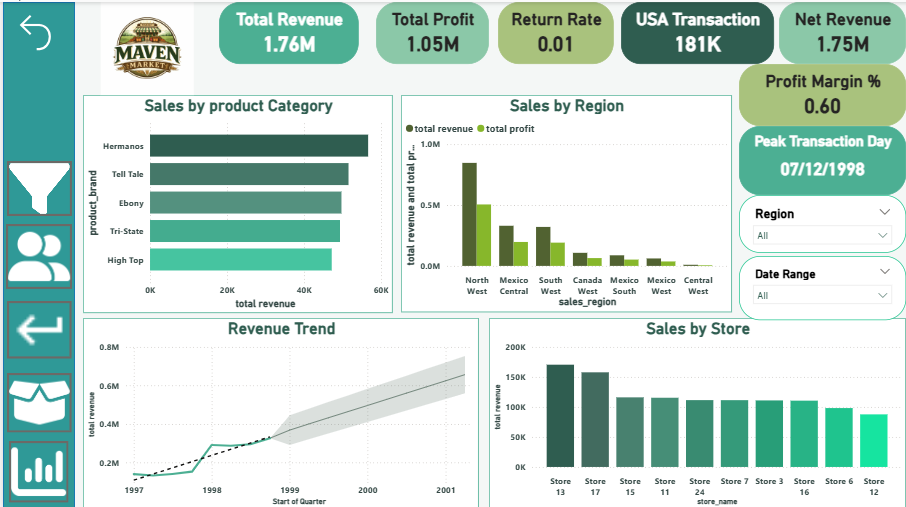 Total Revenue
1.76M
Total Profit
1.05M
Return Rate
0.01
USA Transaction
181K
Net Revenue
1.75M
MAVEN
MARKET
Profit Margin %
0.60
Peak Transaction Day
07/12/1998
Region
All
Date Range
All
Sales by product Category
product_brand
Hermanos
Tell Tale
Ebony
Tri-State
High Top
0K 20K 40K 60K
total revenue
Sales by Region
total revenue total profit
total revenue and total pr...
1.0M
0.5M
0.0M
North West
Mexico Central
South West
Canada West
Mexico South
Mexico West
Central West
sales_region
Revenue Trend
total revenue
0.8M
0.6M
0.4M
0.2M
1997 1998 1999 2000 2001
Start of Quarter
Sales by Store
total revenue
200K
150K
100K
50K
0K
Store 13
Store 17
Store 15
Store 11
Store 24
Store 7
Store 3
Store 16
Store 6
Store 12
store_name